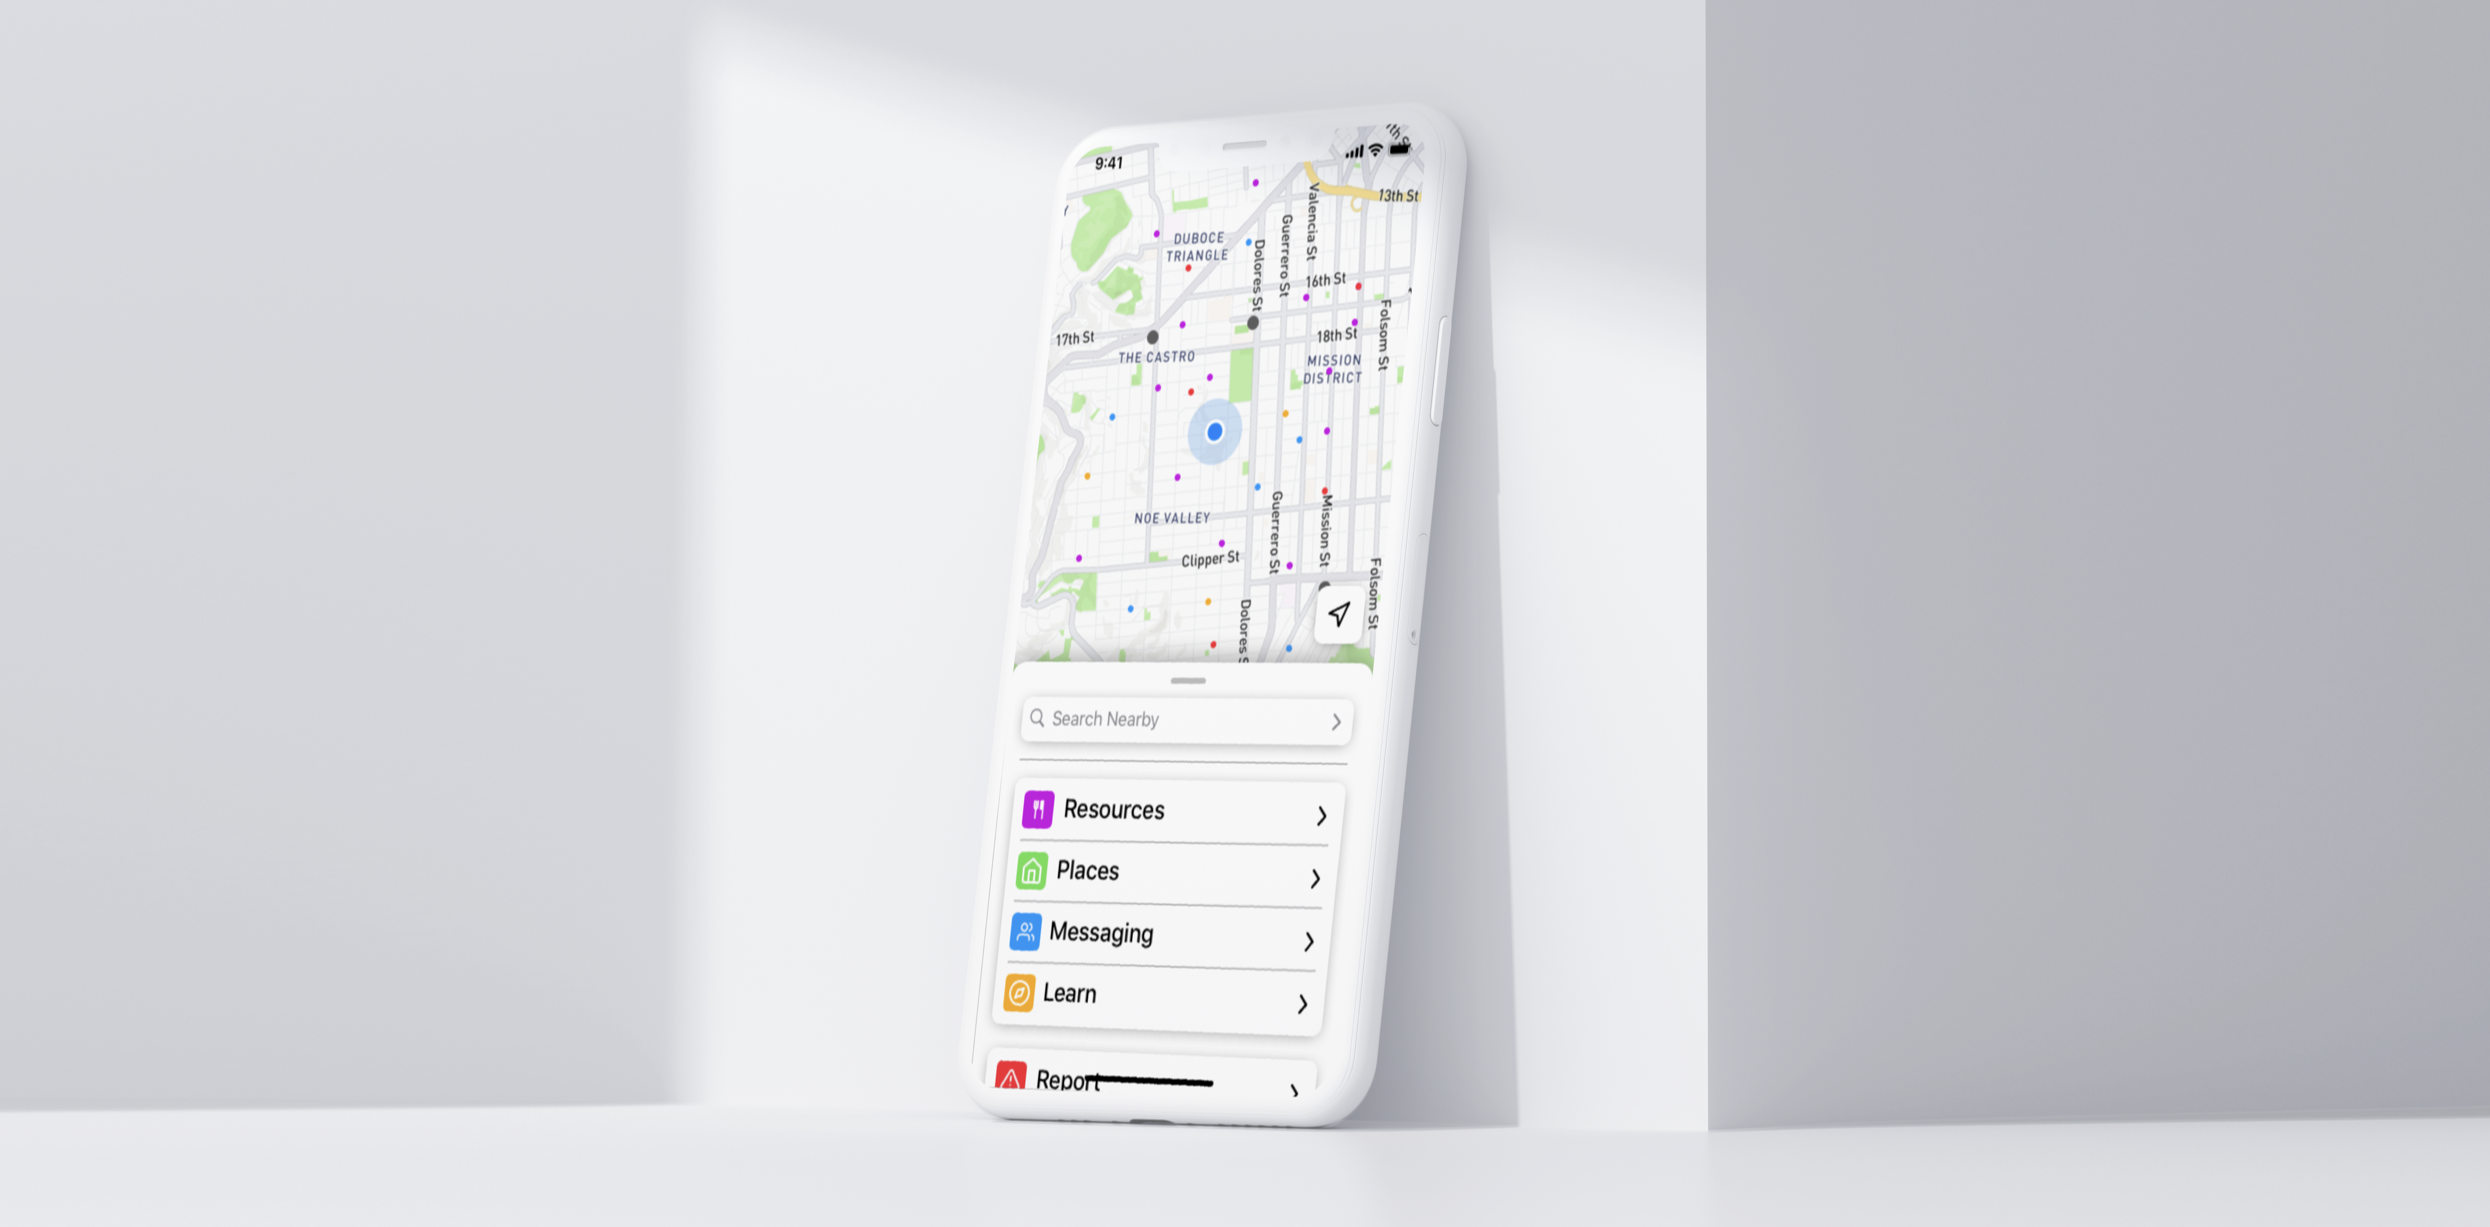 9:41
th S
13th St
Valencia St
Guerrero St
DUBOCE
TRIANGLE
Dolores St
16th St
Folsom St
17th St
18th St
THE CASTRO
MISSION
DISTRICT
NOE VALLEY
Guerrero St
Mission St
Clipper St
Folsom St
Dolores S
Search Nearby
Resources
Places
Messaging
Learn
Report